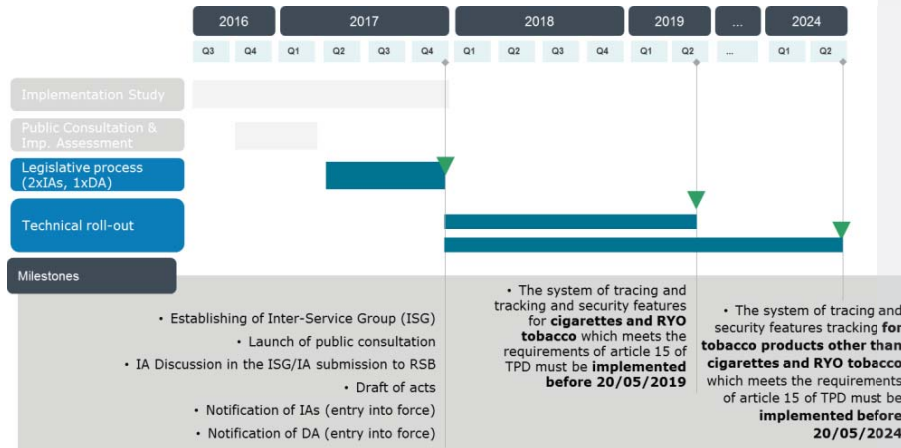 2016 2017 2018 2019 ... 2024
Q3 Q4 Q1 Q2 Q3 Q4 Q1 Q2 Q3 Q4 Q1 Q2 ... Q1 Q2
Implementation Study
Public Consultation &
Imp. Assessment
Legislative process
(2xIAs, 1xDA)
Technical roll-out
Milestones
• Establishing of Inter-Service Group (ISG)
• Launch of public consultation
• IA Discussion in the ISG/IA submission to RSB
• Draft of acts
• Notification of IAs (entry into force)
• Notification of DA (entry into force)
• The system of tracing and
tracking and security features
for cigarettes and RYO
tobacco which meets the
requirements of article 15 of
TPD must be implemented
before 20/05/2019
• The system of tracing and
security features tracking for
tobacco products other than
cigarettes and RYO tobacco
which meets the requirements
of article 15 of TPD must be
implemented before
20/05/2024